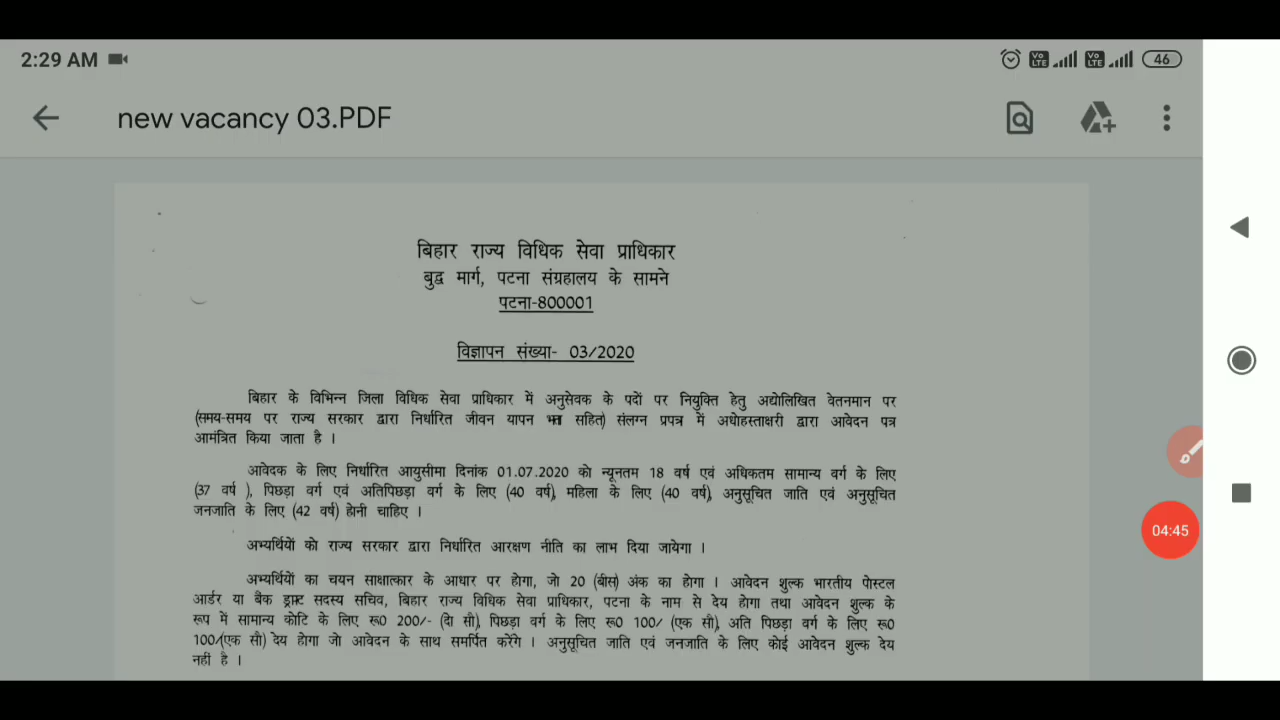 2:29 AM
Vo LTE Vo LTE 46
new vacancy 03.PDF
बिहार राज्य विधिक सेवा प्राधिकार
बुद्व मार्ग, पटना संग्रहालय के सामने
पटना-800001
विज्ञापन संख्या- 03/2020
बिहार के विभिन्न जिला विधिक सेवा प्राधिकार में अनुसेवक के पदों पर नियुक्ति हेतु अद्योलिखित वेतनमान पर
(समय-समय पर राज्य सरकार द्वारा निर्धारित जीवन यापन भत्ता सहित) संलग्न प्रपत्र में अधोहस्ताक्षरी द्वारा आवेदन पत्र
आमंत्रित किया जाता है ।
आवेदक के लिए निर्धारित आयुसीमा दिनांक 01.07.2020 को न्यूनतम 18 वर्ष एवं अधिकतम सामान्य वर्ग के लिए
(37 वर्ष ), पिछड़ा वर्ग एवं अतिपिछड़ा वर्ग के लिए (40 वर्ष), महिला के लिए (40 वर्ष), अनुसूचित जाति एवं अनुसूचित
जनजाति के लिए (42 वर्ष) होनी चाहिए ।
अभ्यर्थियों को राज्य सरकार द्वारा निर्धारित आरक्षण नीति का लाभ दिया जायेगा ।
अभ्यर्थियों का चयन साक्षात्कार के आधार पर होगा, जो 20 (बीस) अंक का होगा । आवेदन शुल्क भारतीय पोस्टल
आर्डर या बैंक ड्राफ्ट सदस्य सचिव, बिहार राज्य विधिक सेवा प्राधिकार, पटना के नाम से देय होगा तथा आवेदन शुल्क के
रूप में सामान्य कोटि के लिए रू0 200/- (दो सौ), पिछड़ा वर्ग के लिए रू0 100/ (एक सौ), अति पिछड़ा वर्ग के लिए रू0
100/(एक सौ) देय होगा जो आवेदन के साथ समर्पित करेंगे । अनुसूचित जाति एवं जनजाति के लिए कोई आवेदन शुल्क देय
नहीं है ।
04:45